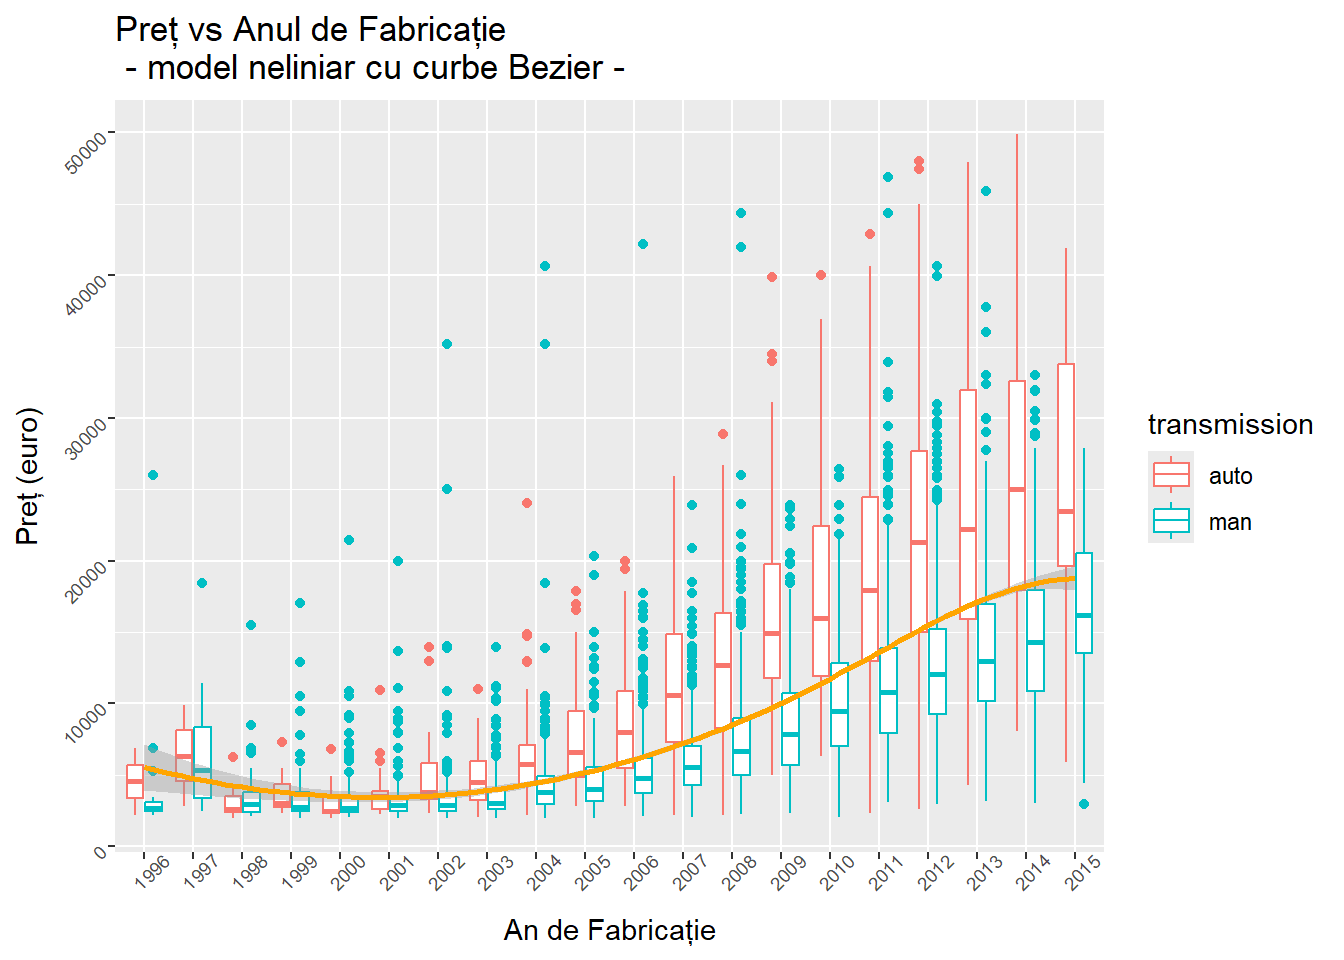 Preț vs Anul de Fabricație
- model neliniar cu curbe Bezier -
Preț (euro)
50000
40000
30000
20000
10000
0
1996 1997 1998 1999 2000 2001 2002 2003 2004 2005 2006 2007 2008 2009 2010 2011 2012 2013 2014 2015
An de Fabricație
transmission
auto
man